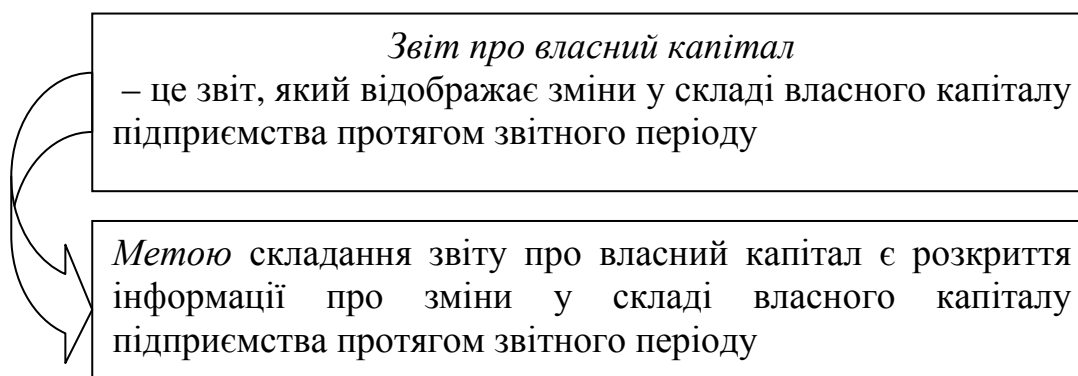 Звіт про власний капітал
– це звіт, який відображає зміни у складі власного капіталу
підприємства протягом звітного періоду
Метою складання звіту про власний капітал є розкриття
інформації про зміни у складі власного капіталу
підприємства протягом звітного періоду